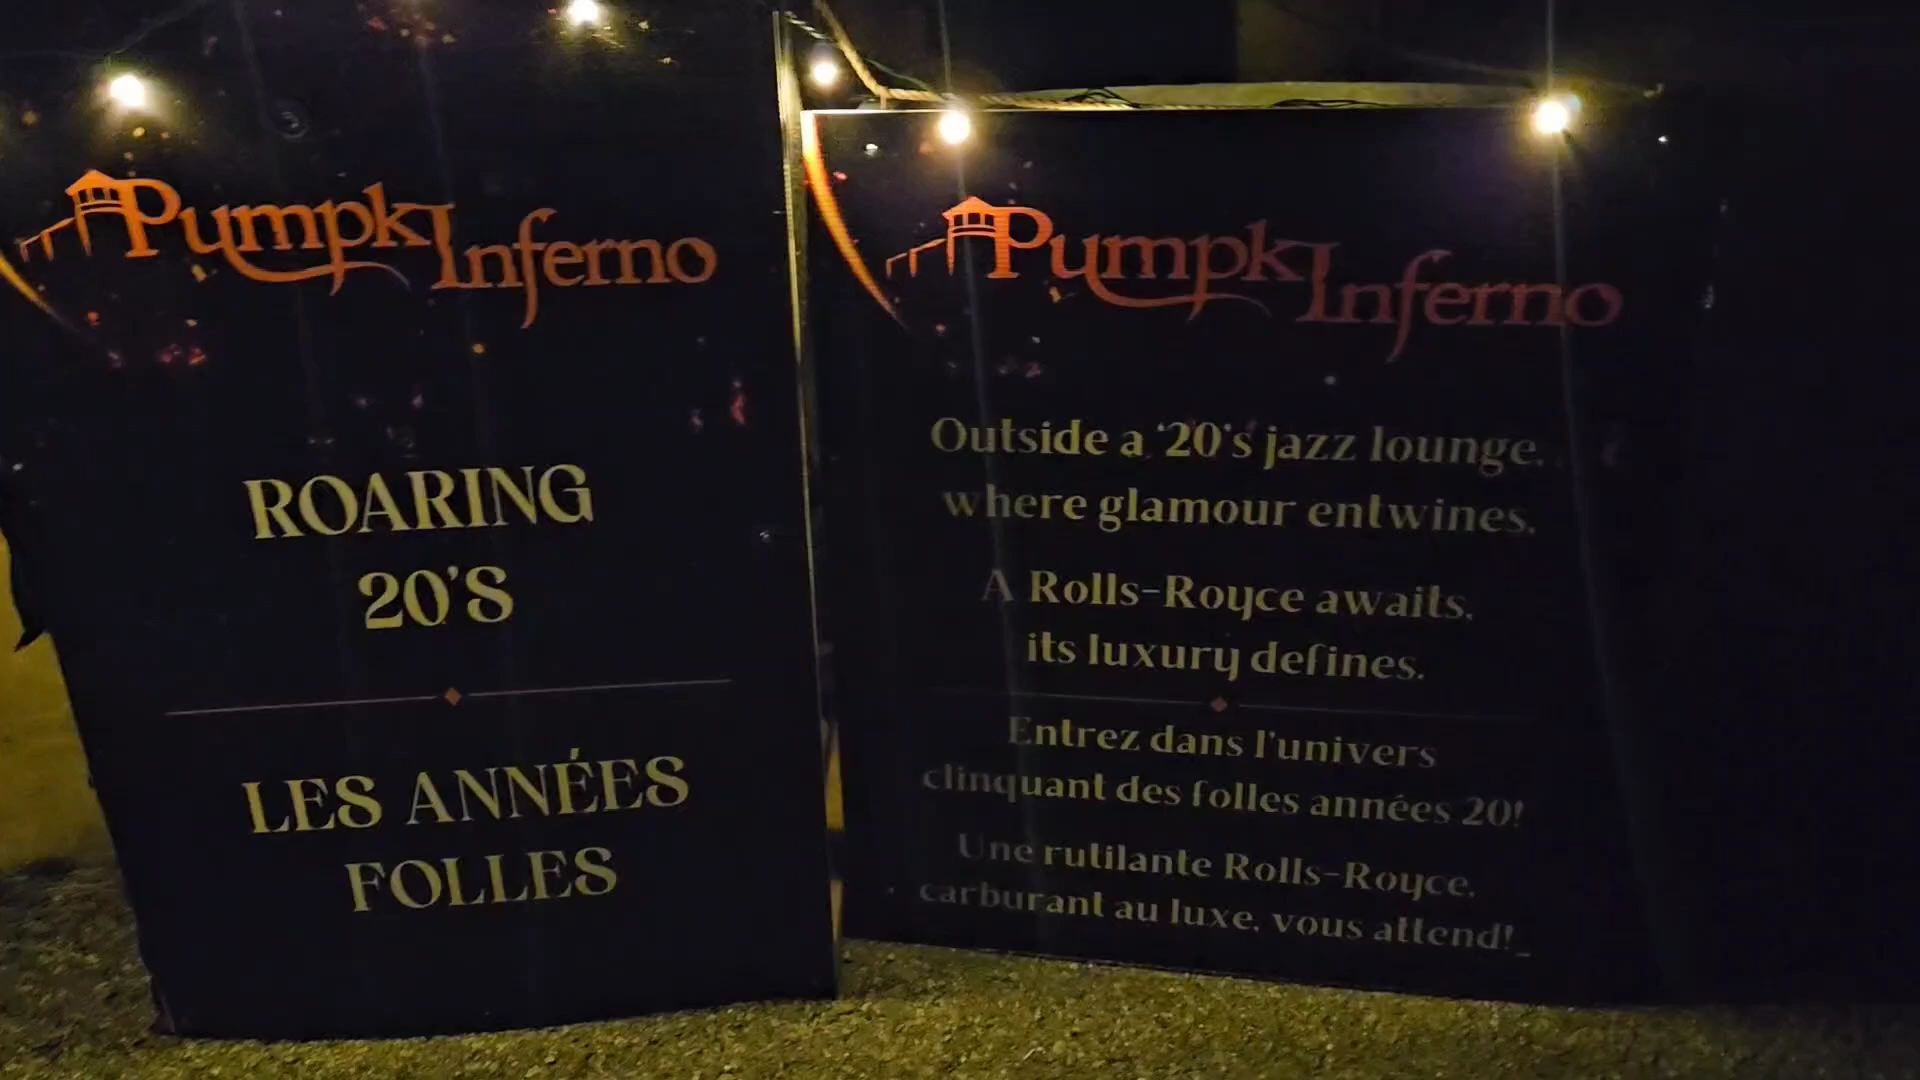 PumpkInferno
ROARING
20'S
LES ANNÉES
FOLLES
PumpkInferno
Outside a '20's jazz lounge,
where glamour entwines,
A Rolls-Royce awaits,
its luxury defines.
Entrez dans l'univers
clinquant des folles années 20!
Une rutilante Rolls-Royce,
carburant au luxe, vous attend!